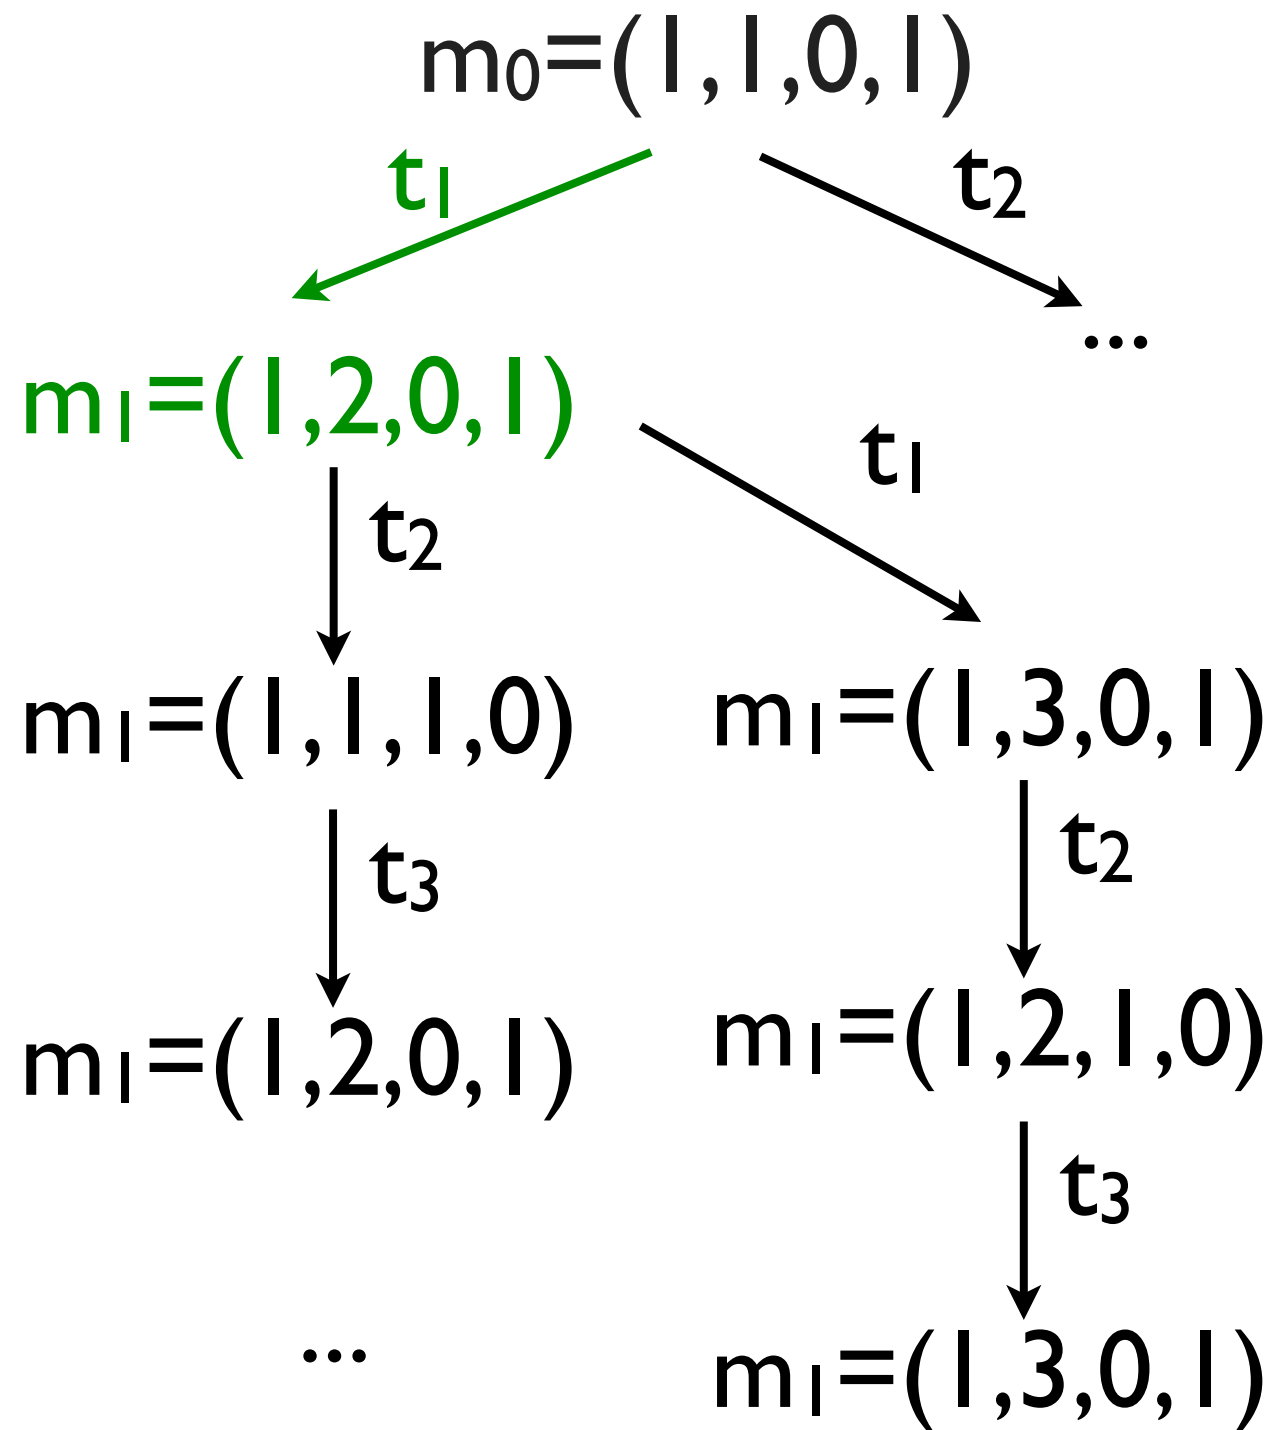 m₀=(1,1,0,1)
t₁ t₂
...
m₁=(1,2,0,1)
t₁
t₂
m₁=(1,1,1,0) m₁=(1,3,0,1)
t₃ t₂
m₁=(1,2,0,1) m₁=(1,2,1,0)
t₃
... m₁=(1,3,0,1)